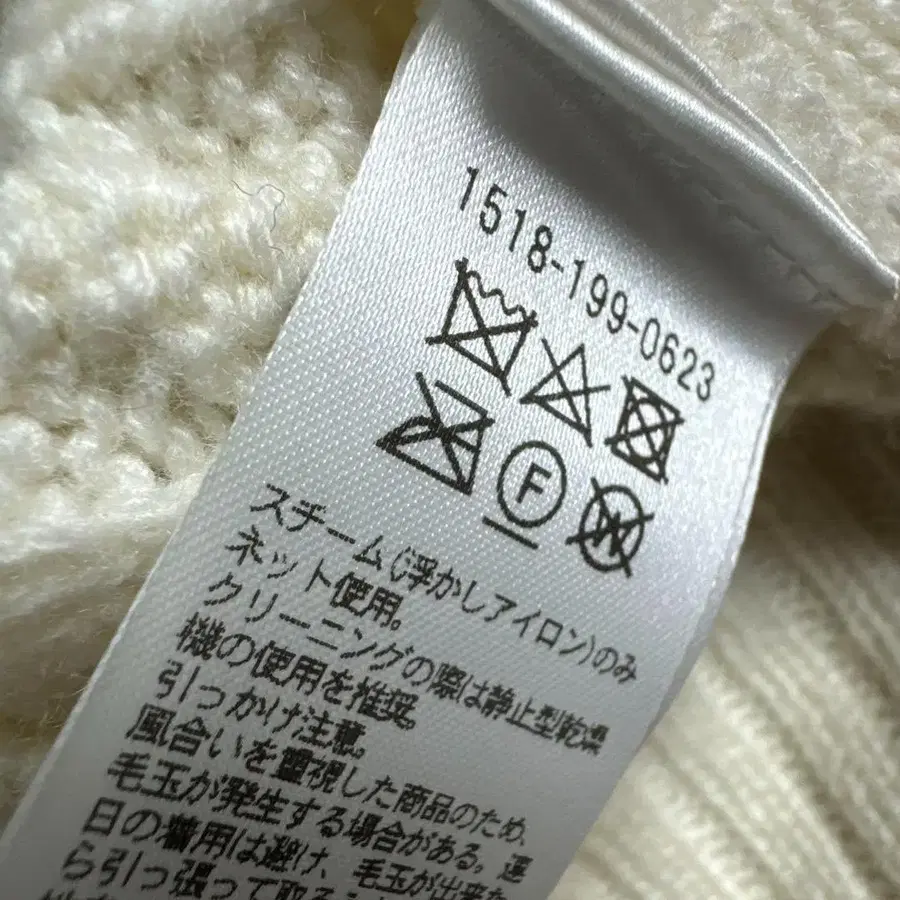 1518-199-0623
F
W
スチーム(浮かしアイロン)のみ
ネット使用。
クリーニングの際は静止型乾燥
機の使用を推奨。
引っかけ注意。
風合いを重視した商品のため、
毛玉が発生する場合がある。連
日の着用は避け、毛玉が出来た
ら引っ張って取る